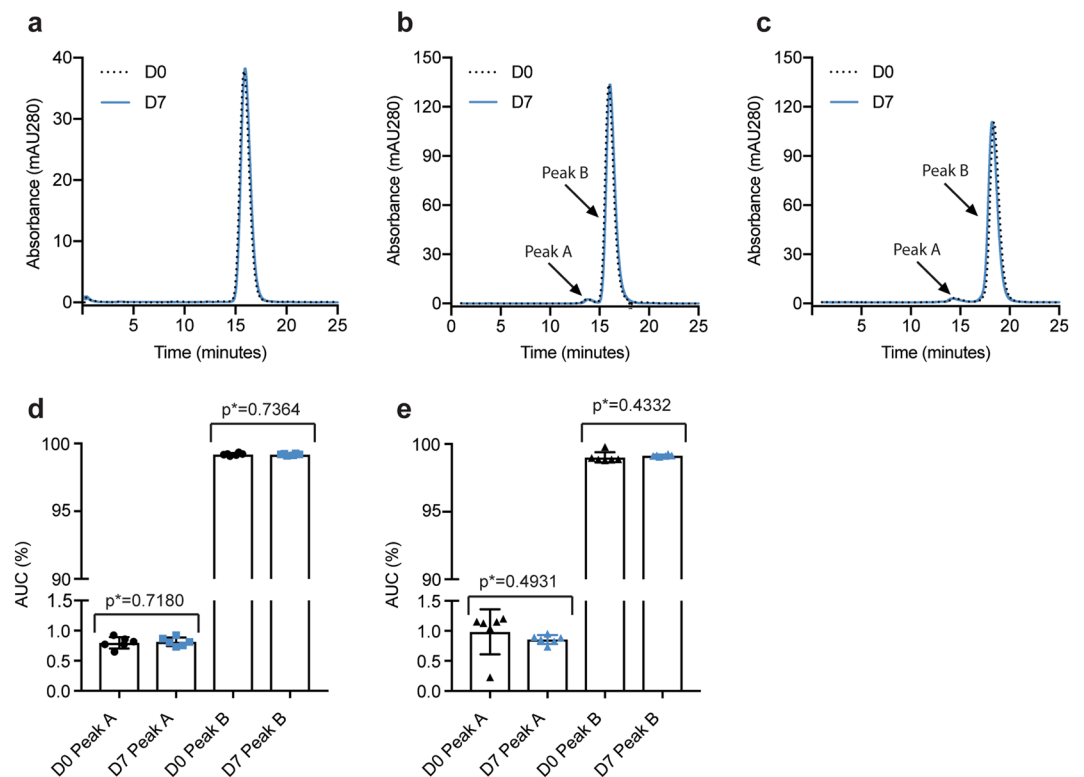 a
40
30
20
10
0
Absorbance (mAU280)
D0
D7
5 10 15 20 25
Time (minutes)
b
150
120
90
60
30
0
Absorbance (mAU280)
D0
D7
Peak B
Peak A
0 5 10 15 20 25
Time (minutes)
c
150
120
90
60
30
0
Absorbance (mAU280)
D0
D7
Peak B
Peak A
5 10 15 20 25
Time (minutes)
d
p*=0.7364
100
95
90
AUC (%)
p*=0.7180
1.5
1.0
0.5
0.0
D0 Peak A
D7 Peak A
D0 Peak B
D7 Peak B
e
p*=0.4332
100
95
90
AUC (%)
p*=0.4931
1.5
1.0
0.5
0.0
D0 Peak A
D7 Peak A
D0 Peak B
D7 Peak B